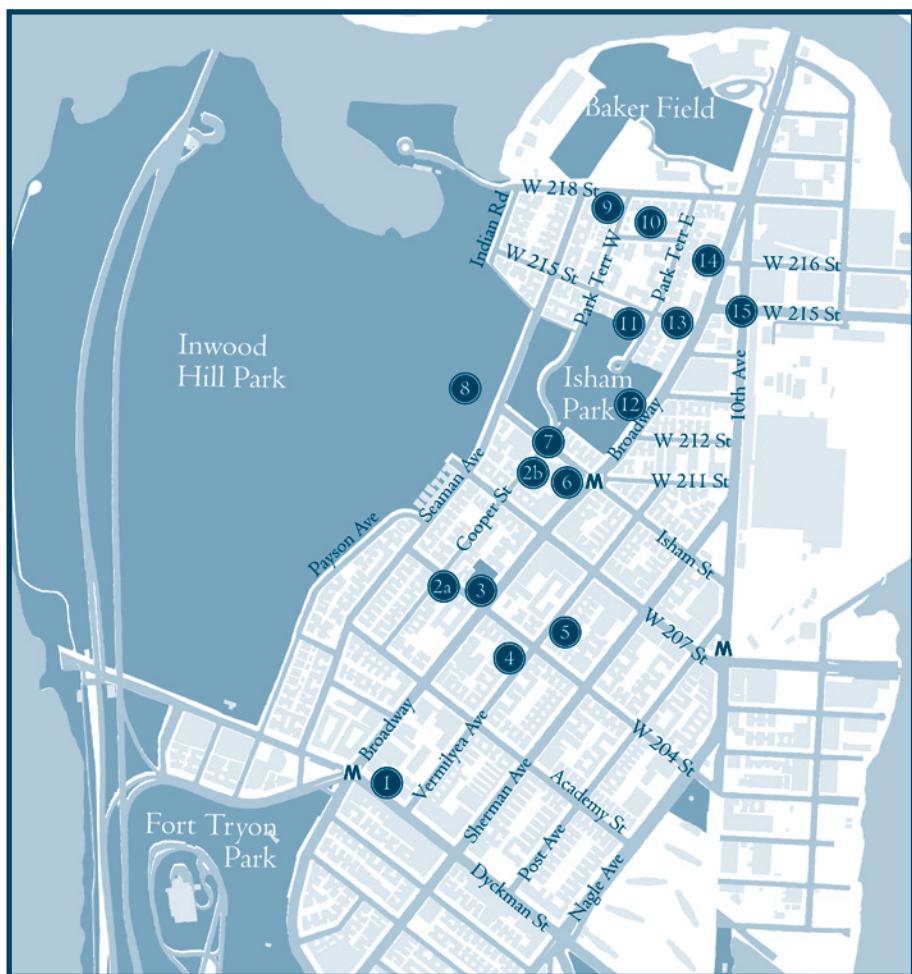 Baker Field
W 218 St
9
10
Indian Rd
Park Terr W
Park Terr E
W 215 St
14
W 216 St
15
W 215 St
11
13
Inwood
Hill Park
8
Isham
Park
12
Broadway
10th Ave
7
W 212 St
2b
6
M
W 211 St
Seaman Ave
Cooper St
Payson Ave
Isham St
2a
3
5
4
W 207 St
M
Broadway
Vermilyea Ave
W 204 St
M
1
Sherman Ave
Academy St
Fort Tryon
Park
Post Ave
Nagle Ave
Dyckman St